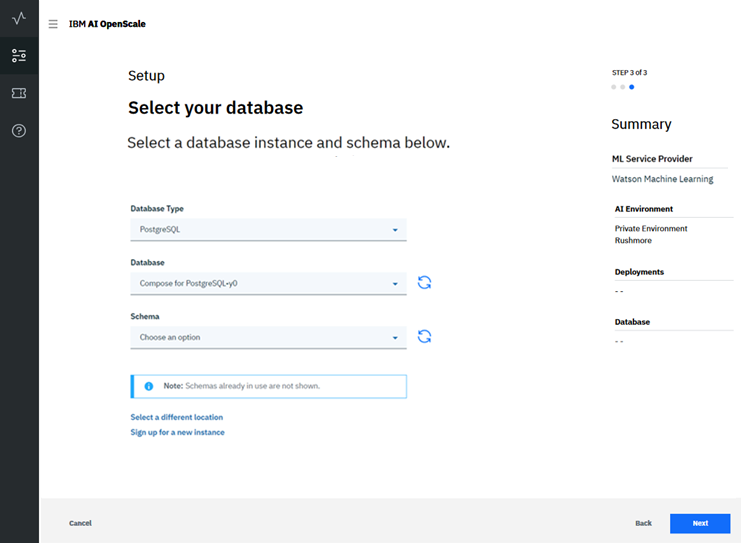 IBM AI OpenScale
Setup
Select your database
Select a database instance and schema below.
Database Type
PostgreSQL
Database
Compose for PostgreSQL-y0
Schema
Choose an option
Note: Schemas already in use are not shown.
Select a different location
Sign up for a new instance
STEP 3 of 3
Summary
ML Service Provider
Watson Machine Learning
AI Environment
Private Environment
Rushmore
Deployments
- -
Database
- -
Cancel
Back
Next